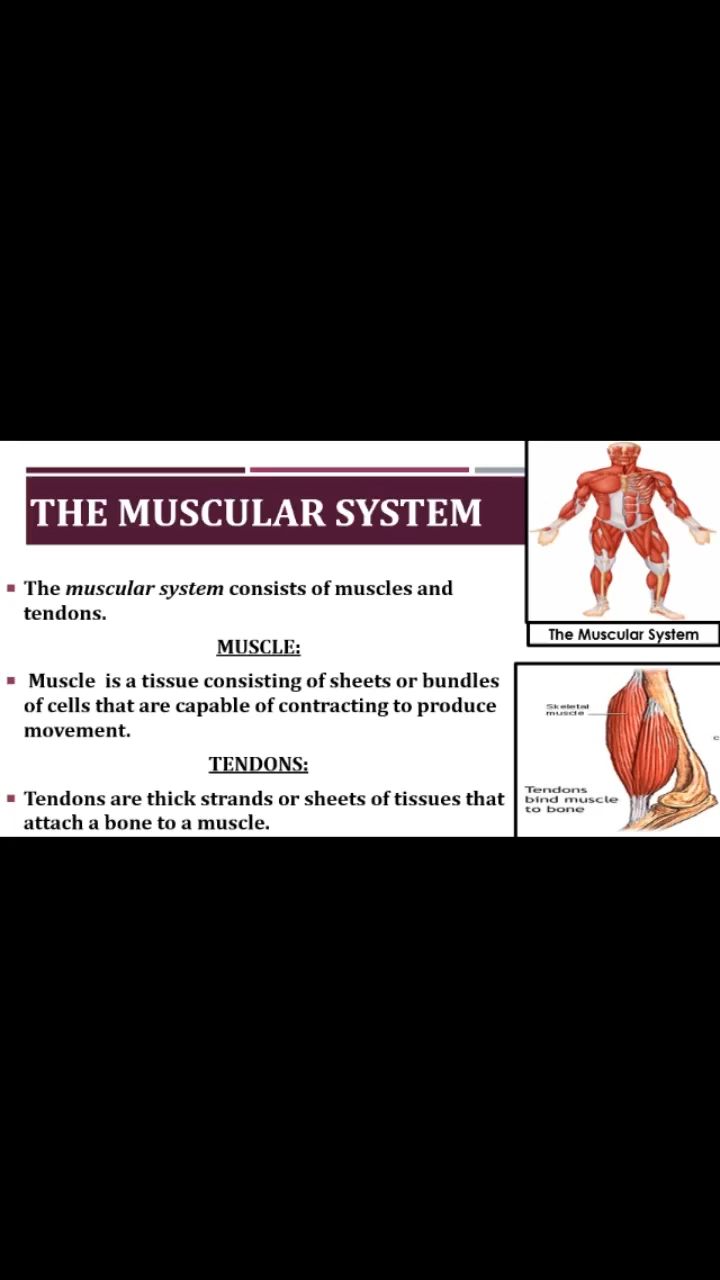 THE MUSCULAR SYSTEM
▪ The muscular system consists of muscles and
tendons.
MUSCLE:
▪ Muscle is a tissue consisting of sheets or bundles
of cells that are capable of contracting to produce
movement.
TENDONS:
▪ Tendons are thick strands or sheets of tissues that
attach a bone to a muscle.
The Muscular System
Skeletal
muscle
Tendons
bind muscle
to bone